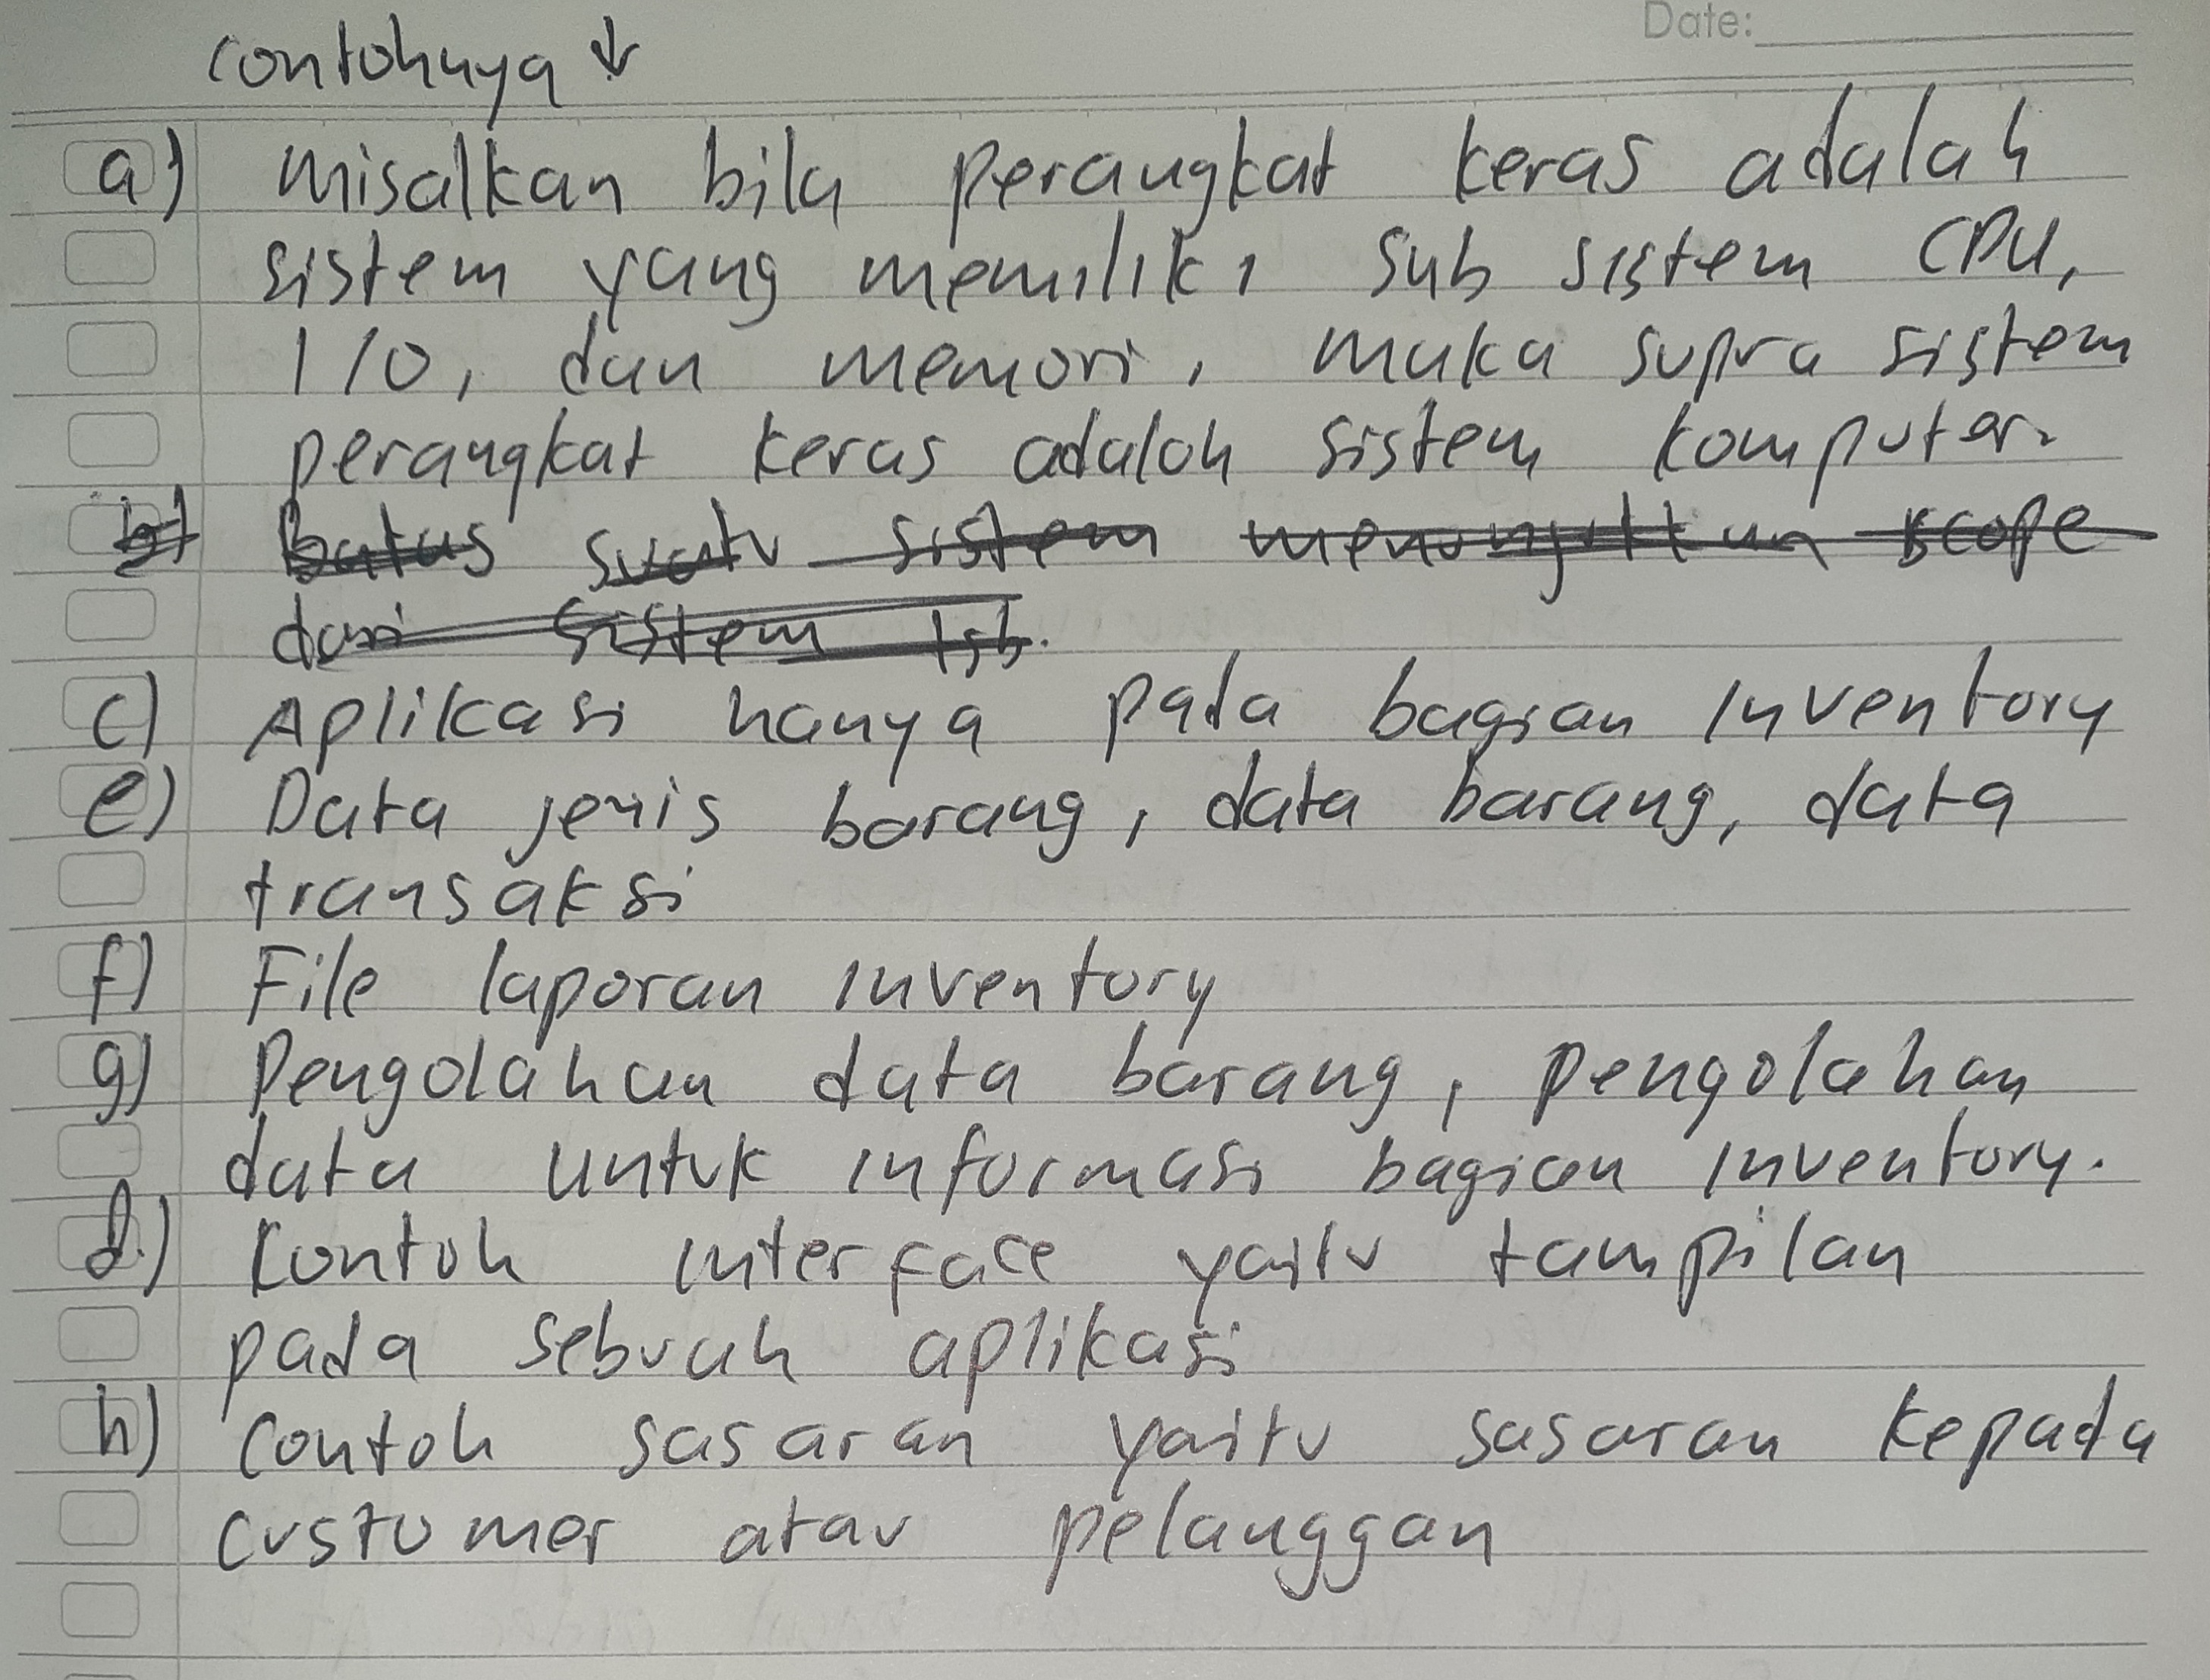 Date:
Contohnya ↓
a) Misalkan bila perangkat keras adalah
sistem yang memiliki sub sistem CPU,
I/O, dan memori, maka supra sistem
perangkat keras adalah sistem komputer.
b) Batas suatu sistem menunjukkan scope
dari sistem tsb.
c) Aplikasi hanya pada bagian Inventory
e) Data jenis barang, data barang, data
transaksi
f) File laporan inventory
g) Pengolahan data barang, pengolahan
data untuk informasi bagian inventory.
d.) Contoh interface yaitu tampilan
pada sebuah aplikasi
h) Contoh sasaran yaitu sasaran kepada
customer atau pelanggan